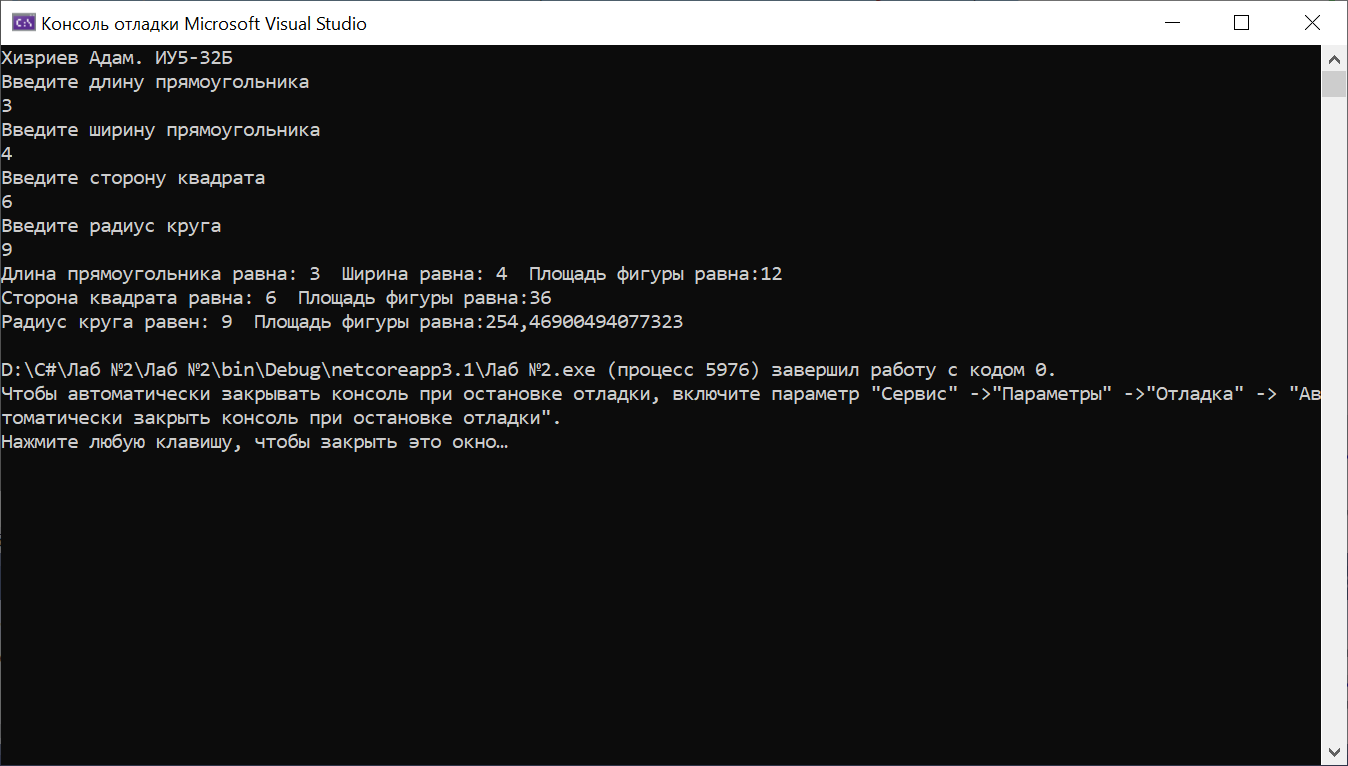 Консоль отладки Microsoft Visual Studio
Хизриев Адам. ИУ5-32Б
Введите длину прямоугольника
3
Введите ширину прямоугольника
4
Введите сторону квадрата
6
Введите радиус круга
9
Длина прямоугольника равна: 3  Ширина равна: 4  Площадь фигуры равна:12
Сторона квадрата равна: 6  Площадь фигуры равна:36
Радиус круга равен: 9  Площадь фигуры равна:254,46900494077323
D:\C#\Лаб №2\Лаб №2\bin\Debug\netcoreapp3.1\Лаб №2.exe (процесс 5976) завершил работу с кодом 0.
Чтобы автоматически закрывать консоль при остановке отладки, включите параметр "Сервис" ->"Параметры" ->"Отладка" -> "Ав
томатически закрыть консоль при остановке отладки".
Нажмите любую клавишу, чтобы закрыть это окно…